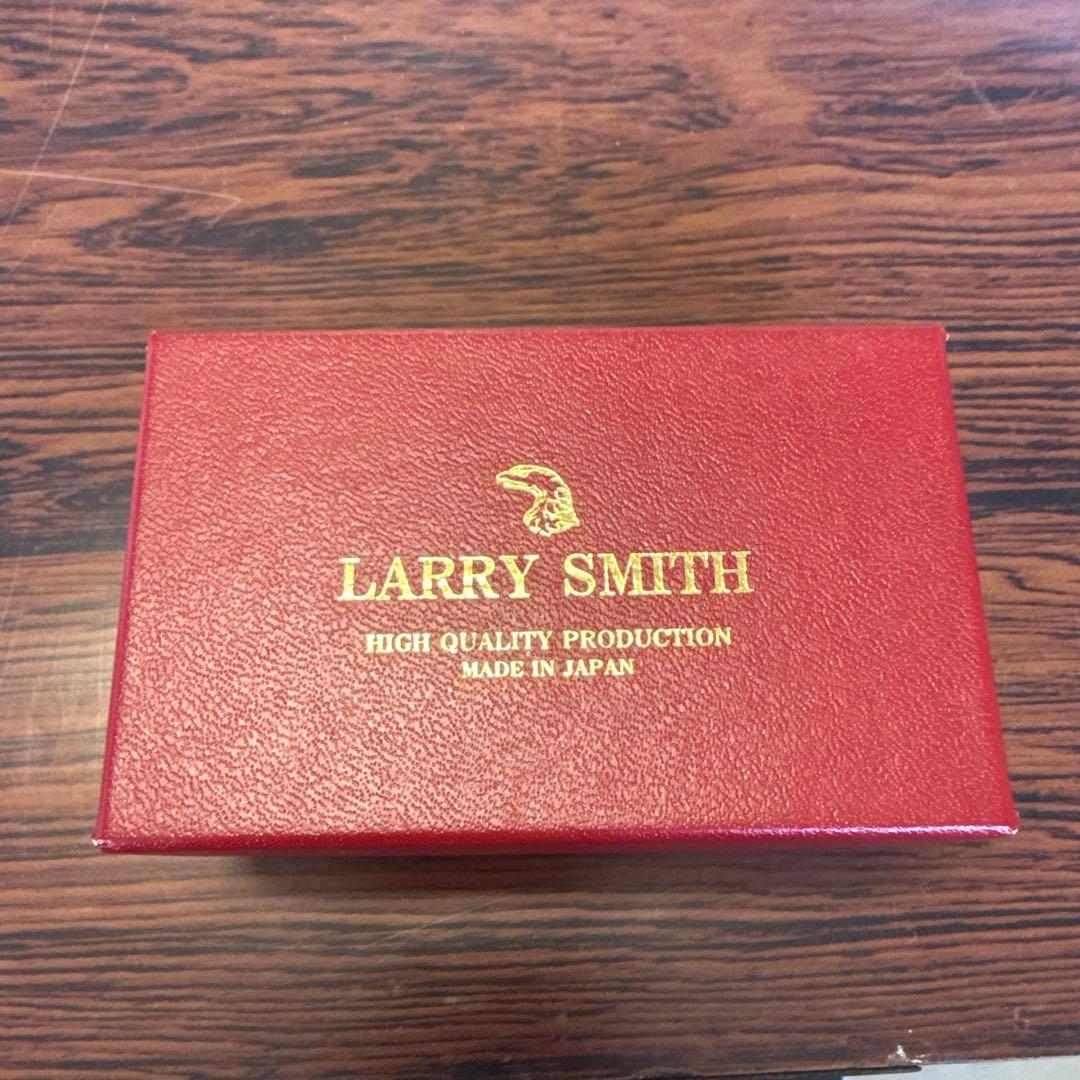 LARRY SMITH
HIGH QUALITY PRODUCTION
MADE IN JAPAN